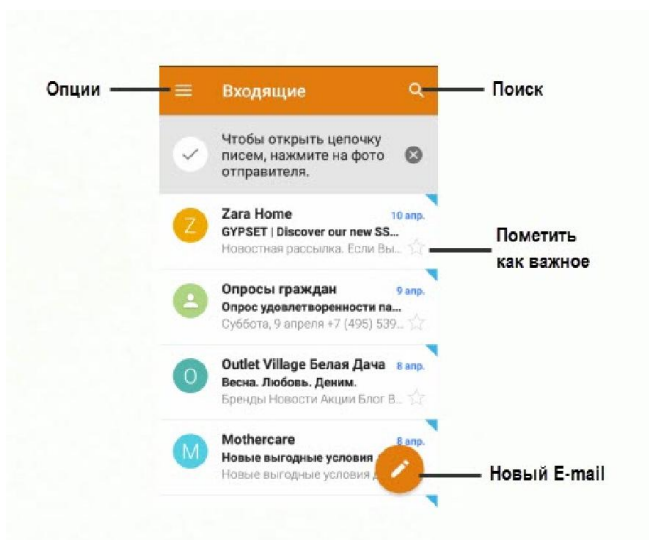 Опции
Входящие
Поиск
Чтобы открыть цепочку
писем, нажмите на фото
отправителя.
Z
Zara Home
10 апр.
GYPSET | Discover our new SS...
Новостная рассылка. Если Вы...
Пометить
как важное
Опросы граждан
9 апр.
Опрос удовлетворенности па...
Суббота, 9 апреля +7 (495) 539...
O
Outlet Village Белая Дача
8 апр.
Весна. Любовь. Деним.
Бренды Новости Акции Блог В...
M
Mothercare
8 апр.
Новые выгодные условия
Новые выгодные условия
Новый E-mail